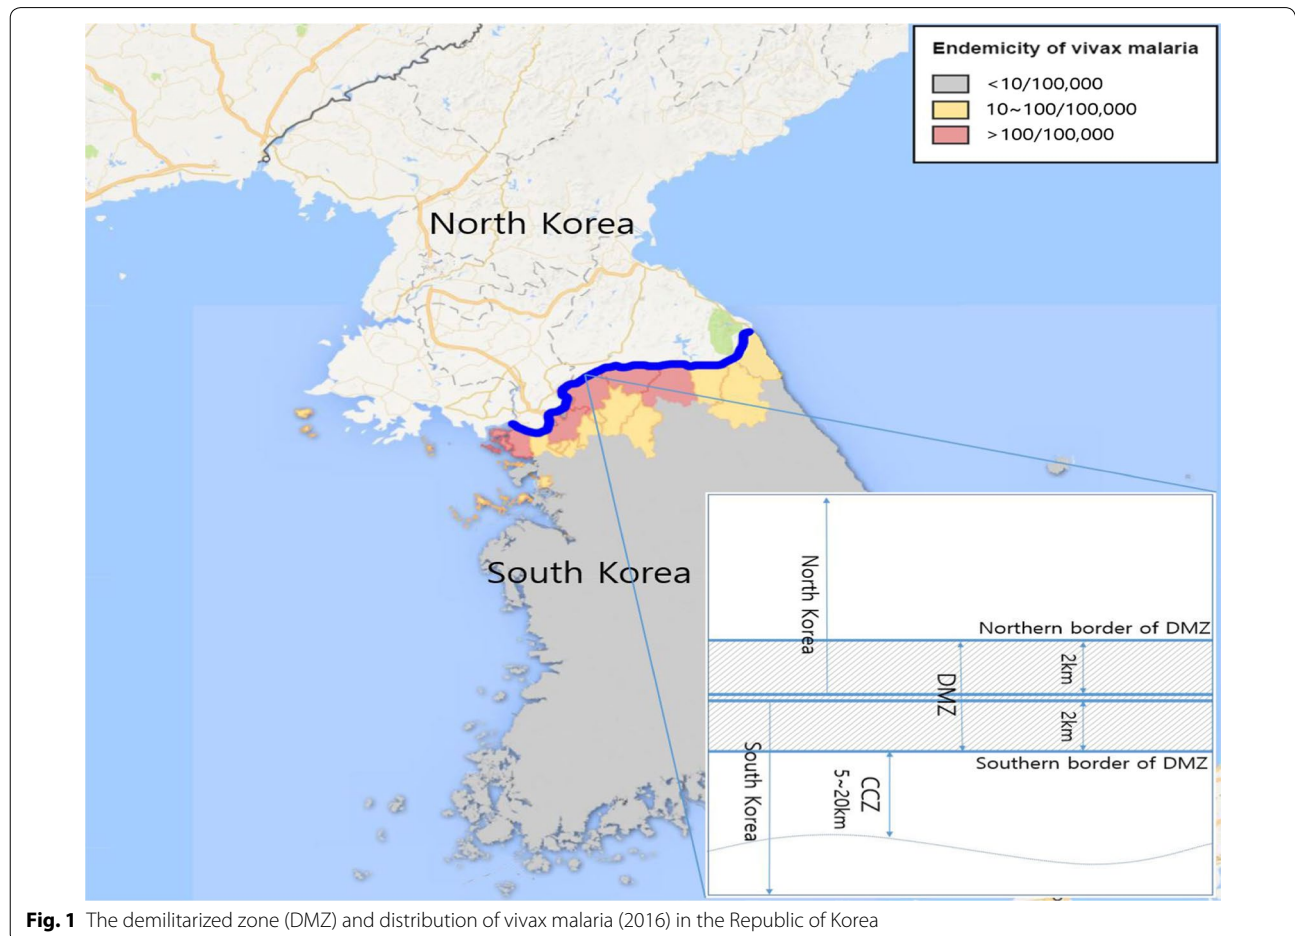 Endemicity of vivax malaria
<10/100,000
10~100/100,000
>100/100,000
North Korea
South Korea
North Korea
Northern border of DMZ
2km
DMZ
2km
South Korea
Southern border of DMZ
CCZ
5~20km
Fig. 1 The demilitarized zone (DMZ) and distribution of vivax malaria (2016) in the Republic of Korea